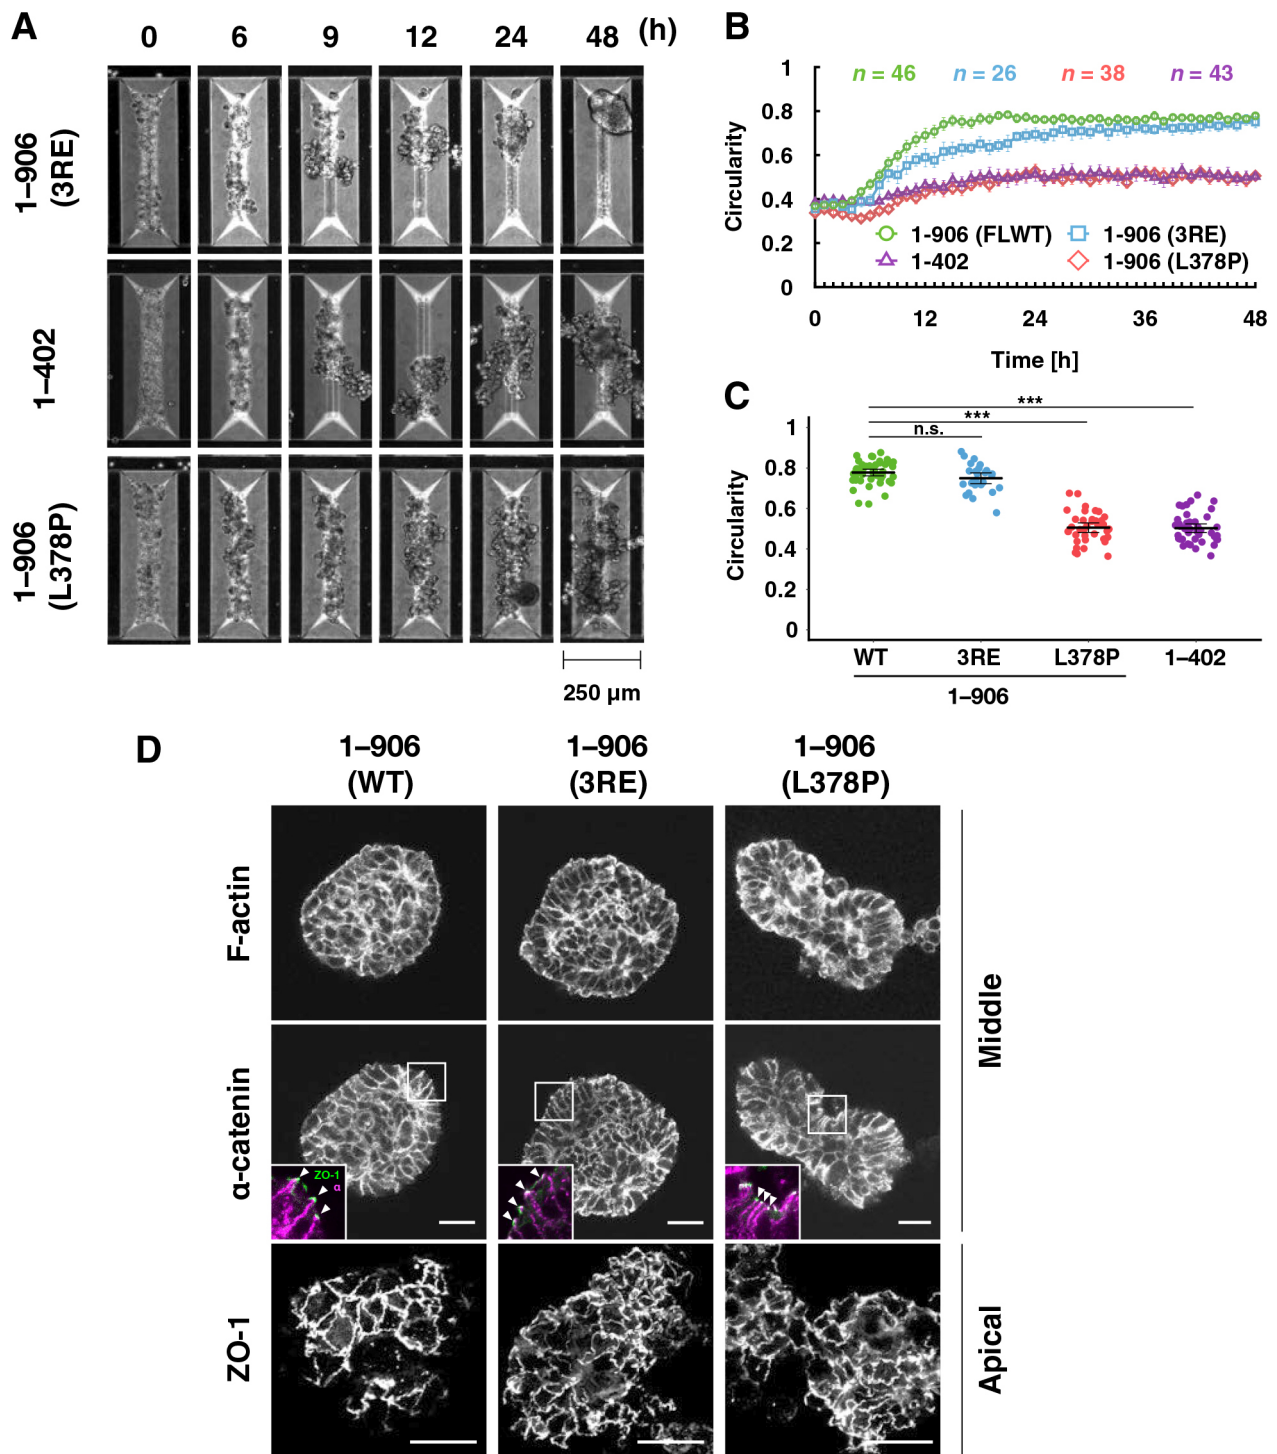 A
0 6 9 12 24 48 (h)
1–906
(3RE)
1–402
1–906
(L378P)
250 µm
B
n = 46 n = 26 n = 38 n = 43
1
0.8
0.6
0.4
0.2
0
Circularity
1-906 (FLWT) 1-906 (3RE)
1-402 1-906 (L378P)
0 12 24 36 48
Time [h]
C
***
***
n.s.
1
0.8
0.6
0.4
0.2
0
Circularity
WT 3RE L378P 1–402
1–906
D
1–906
(WT)
1–906
(3RE)
1–906
(L378P)
F-actin
α-catenin
ZO-1
α
Middle
ZO-1
Apical